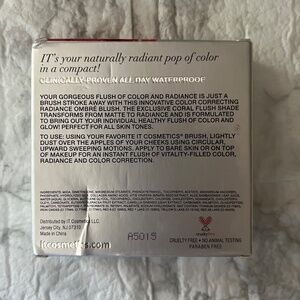 IT's your naturally radiant pop of color
in a compact!
CLINICALLY-PROVEN ALL DAY WATERPROOF
YOUR GORGEOUS FLUSH OF COLOR AND RADIANCE IS JUST A
BRUSH STROKE AWAY WITH THIS INNOVATIVE COLOR CORRECTING
RADIANCE OMBRÉ BLUSH. THE EXCLUSIVE CORAL FLUSH SHADE
TRANSFORMS FROM MATTE TO RADIANCE AND IS FORMULATED
TO BRING OUT YOUR INDIVIDUAL HEALTHY FLUSH OF COLOR AND
GLOW! PERFECT FOR ALL SKIN TONES.
TO USE: USING YOUR FAVORITE IT COSMETICS® BRUSH, LIGHTLY
DUST OVER THE APPLES OF YOUR CHEEKS USING CIRCULAR,
UPWARD SWEEPING MOTIONS. APPLY TO BARE SKIN OR ON TOP
OF MAKEUP FOR AN INSTANT FLUSH OF VITALITY-FILLED COLOR,
RADIANCE AND COLOR CORRECTION.
DISTRIBUTED BY IT COSMETICS LLC.
Jersey City, NJ 07310
Made in China
A5015
itcosmetics.com
CRUELTY FREE • NO ANIMAL TESTING
PARABEN FREE